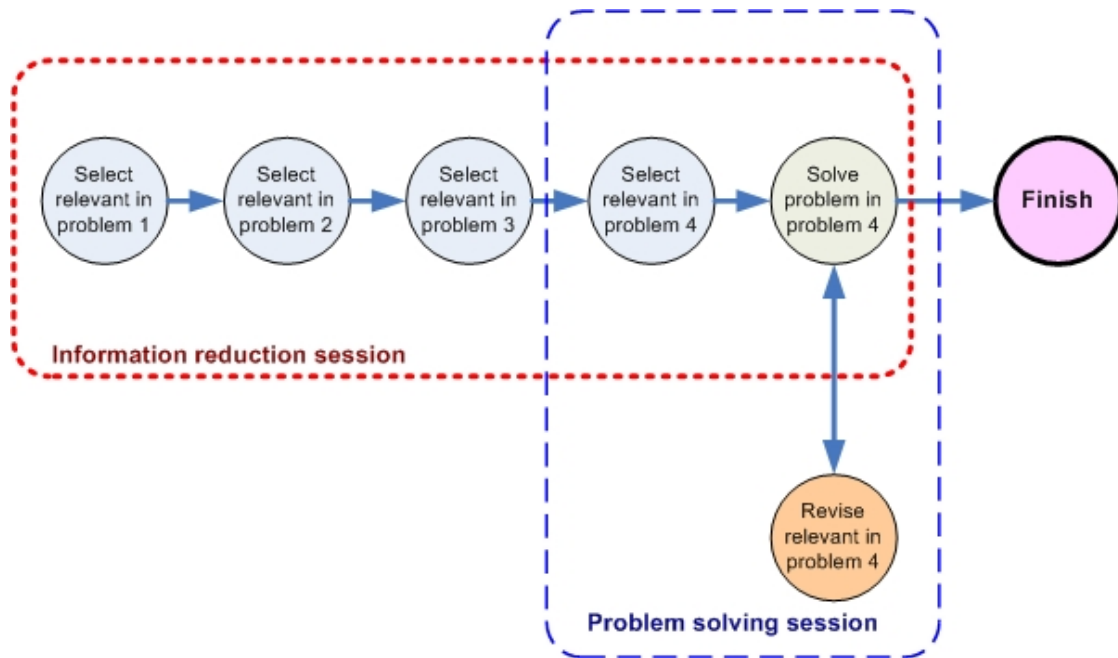 Select
relevant in
problem 1
Select
relevant in
problem 2
Select
relevant in
problem 3
Select
relevant in
problem 4
Solve
problem in
problem 4
Finish
Information reduction session
Revise
relevant in
problem 4
Problem solving session